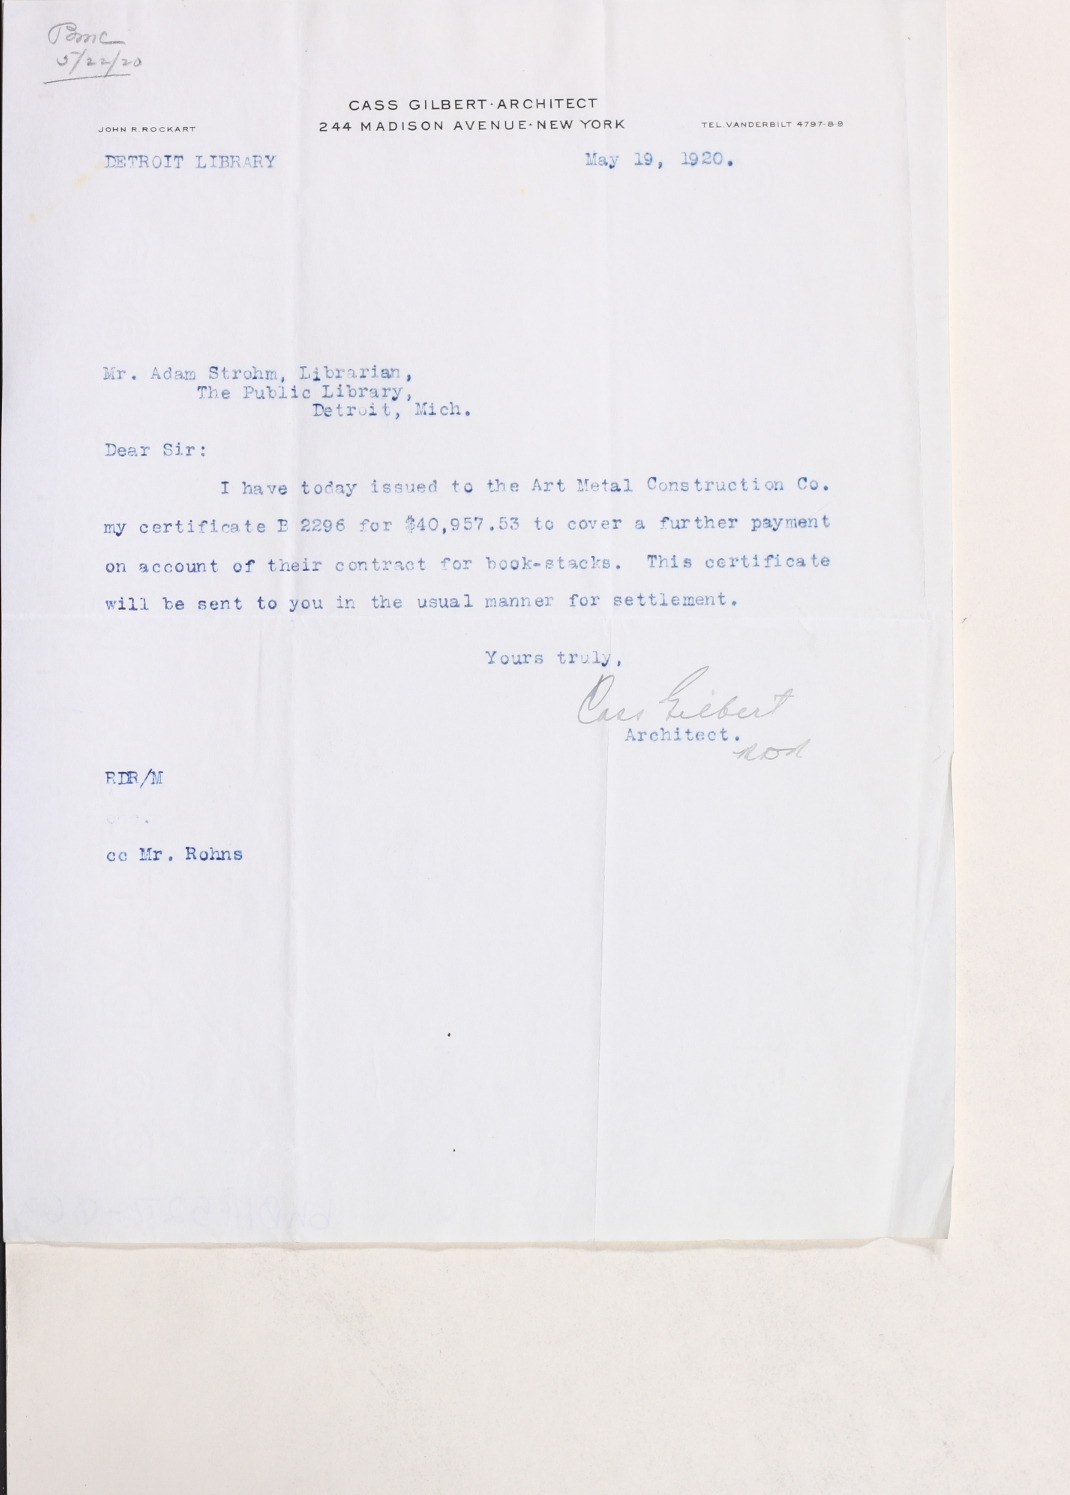 Bmc
5/22/20
CASS GILBERT·ARCHITECT
244 MADISON AVENUE·NEW YORK
JOHN R. ROCKART
TEL. VANDERBILT 4797-8-9
DETROIT LIBRARY May 19, 1920.
Mr. Adam Strohm, Librarian,
The Public Library,
Detroit, Mich.
Dear Sir:
I have today issued to the Art Metal Construction Co.
my certificate B 2296 for $40,957.53 to cover a further payment
on account of their contract for book-stacks. This certificate
will be sent to you in the usual manner for settlement.
Yours truly,
Cass Gilbert
Architect.
RDR/M
cc Mr. Rohns